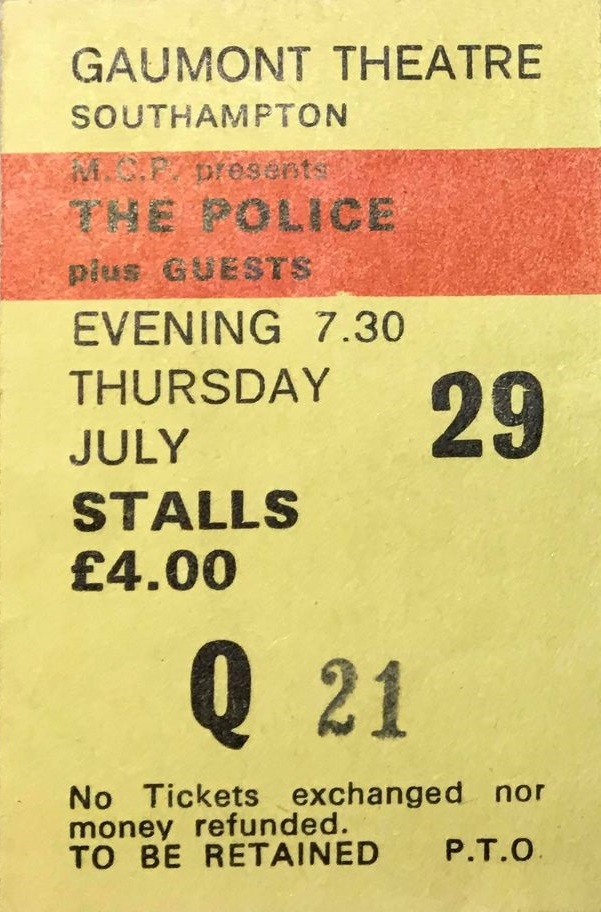 GAUMONT THEATRE
SOUTHAMPTON
M.C.P. presents
THE POLICE
plus GUESTS
EVENING 7.30
THURSDAY
JULY 29
STALLS
£4.00
Q 21
No Tickets exchanged nor
money refunded.
TO BE RETAINED P.T.O